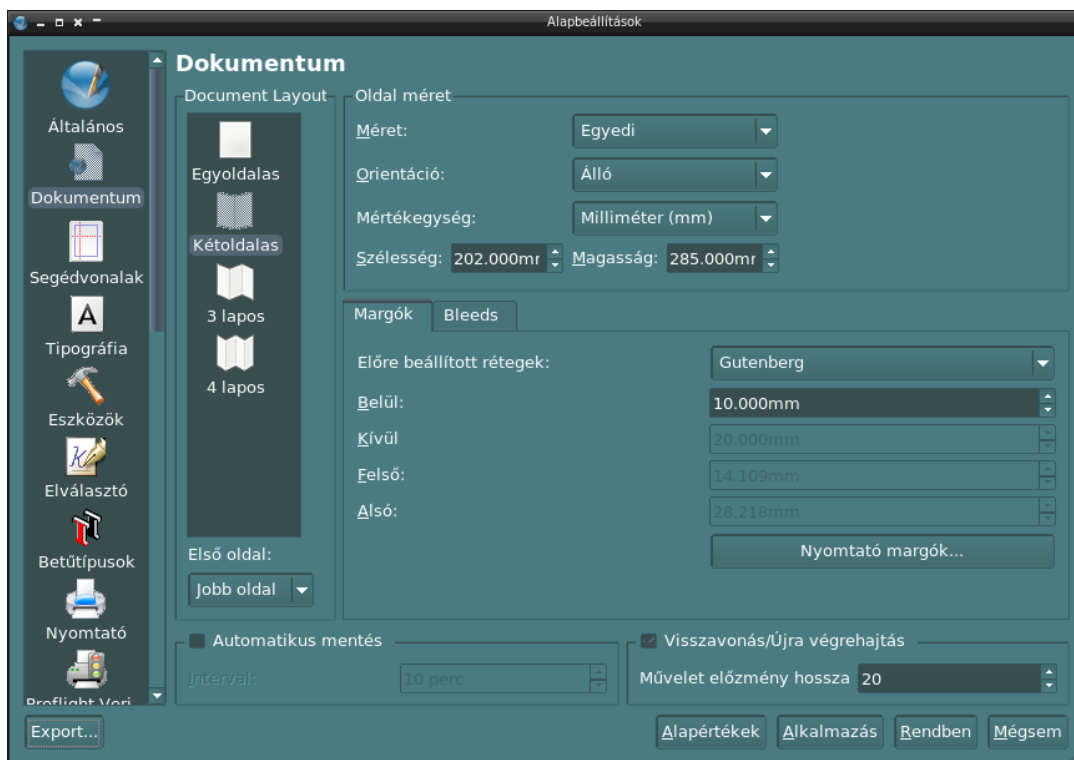 Alapbeállítások
Általános
Dokumentum
Segédvonalak
Tipográfia
Eszközök
Elválasztó
Betűtípusok
Nyomtató
Preflight Veri
Dokumentum
Document Layout
Egyoldalas
Kétoldalas
3 lapos
4 lapos
Első oldal:
Jobb oldal
Oldal méret
Méret: Egyedi
Orientáció: Álló
Mértékegység: Milliméter (mm)
Szélesség: 202.000mr Magasság: 285.000mr
Margók Bleeds
Előre beállított rétegek: Gutenberg
Belül: 10.000mm
Kívül 20.000mm
Felső: 14.109mm
Alsó: 28.218mm
Nyomtató margók...
Automatikus mentés
Interval: 10 perc
Visszavonás/Újra végrehajtás
Művelet előzmény hossza 20
Export... Alapértékek Alkalmazás Rendben Mégsem